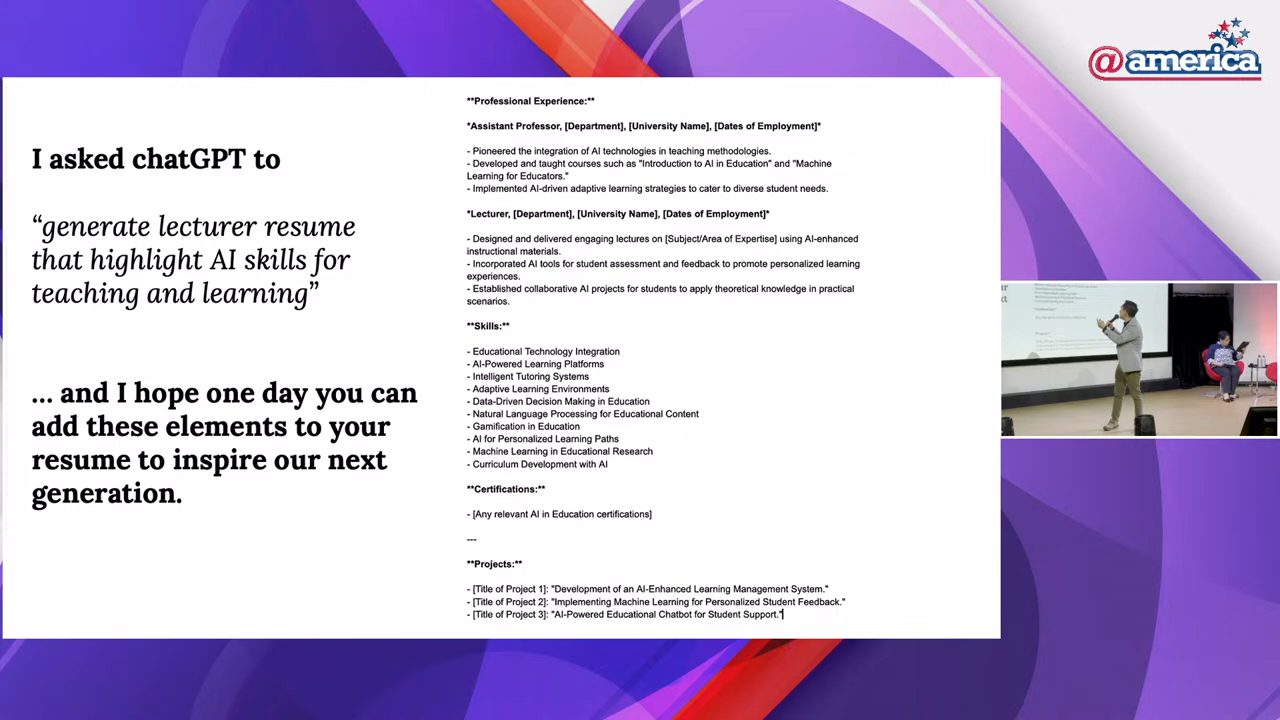 @america
I asked chatGPT to
“generate lecturer resume
that highlight AI skills for
teaching and learning”
... and I hope one day you can
add these elements to your
resume to inspire our next
generation.
**Professional Experience:**
*Assistant Professor, [Department], [University Name], [Dates of Employment]*
- Pioneered the integration of AI technologies in teaching methodologies.
- Developed and taught courses such as "Introduction to AI in Education" and "Machine
Learning for Educators."
- Implemented AI-driven adaptive learning strategies to cater to diverse student needs.
*Lecturer, [Department], [University Name], [Dates of Employment]*
- Designed and delivered engaging lectures on [Subject/Area of Expertise] using AI-enhanced
instructional materials.
- Incorporated AI tools for student assessment and feedback to promote personalized learning
experiences.
- Established collaborative AI projects for students to apply theoretical knowledge in practical
scenarios.
**Skills:**
- Educational Technology Integration
- AI-Powered Learning Platforms
- Intelligent Tutoring Systems
- Adaptive Learning Environments
- Data-Driven Decision Making in Education
- Natural Language Processing for Educational Content
- Gamification in Education
- AI for Personalized Learning Paths
- Machine Learning in Educational Research
- Curriculum Development with AI
**Certifications:**
- [Any relevant AI in Education certifications]
---
**Projects:**
- [Title of Project 1]: "Development of an AI-Enhanced Learning Management System."
- [Title of Project 2]: "Implementing Machine Learning for Personalized Student Feedback."
- [Title of Project 3]: "AI-Powered Educational Chatbot for Student Support."